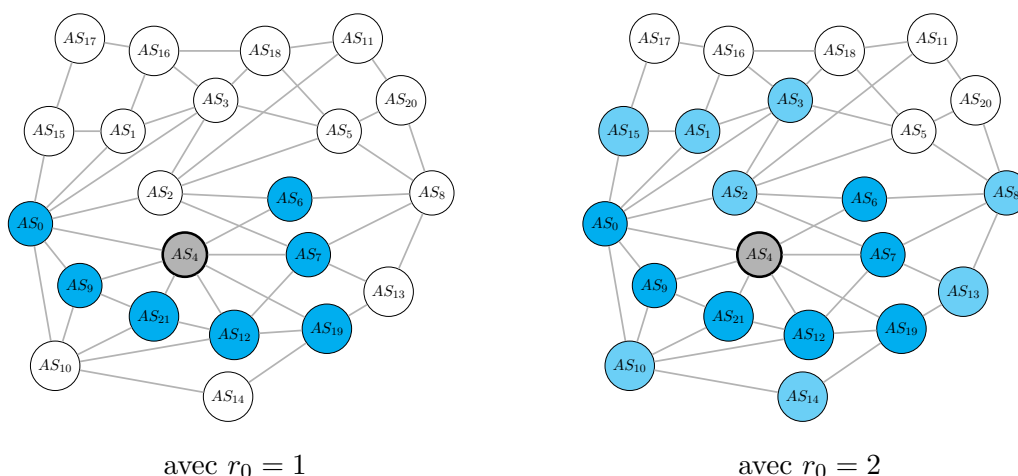 AS₁₇ AS₁₆ AS₁₈ AS₁₁
AS₃ AS₂₀
AS₁₅ AS₁ AS₅
AS₂ AS₆ AS₈
AS₀
AS₄ AS₇
AS₉ AS₁₃
AS₂₁ AS₁₂ AS₁₉
AS₁₀
AS₁₄
avec r₀ = 1
AS₁₇ AS₁₆ AS₁₈ AS₁₁
AS₃ AS₂₀
AS₁₅ AS₁ AS₅
AS₂ AS₆ AS₈
AS₀
AS₄ AS₇
AS₉ AS₁₃
AS₂₁ AS₁₂ AS₁₉
AS₁₀
AS₁₄
avec r₀ = 2